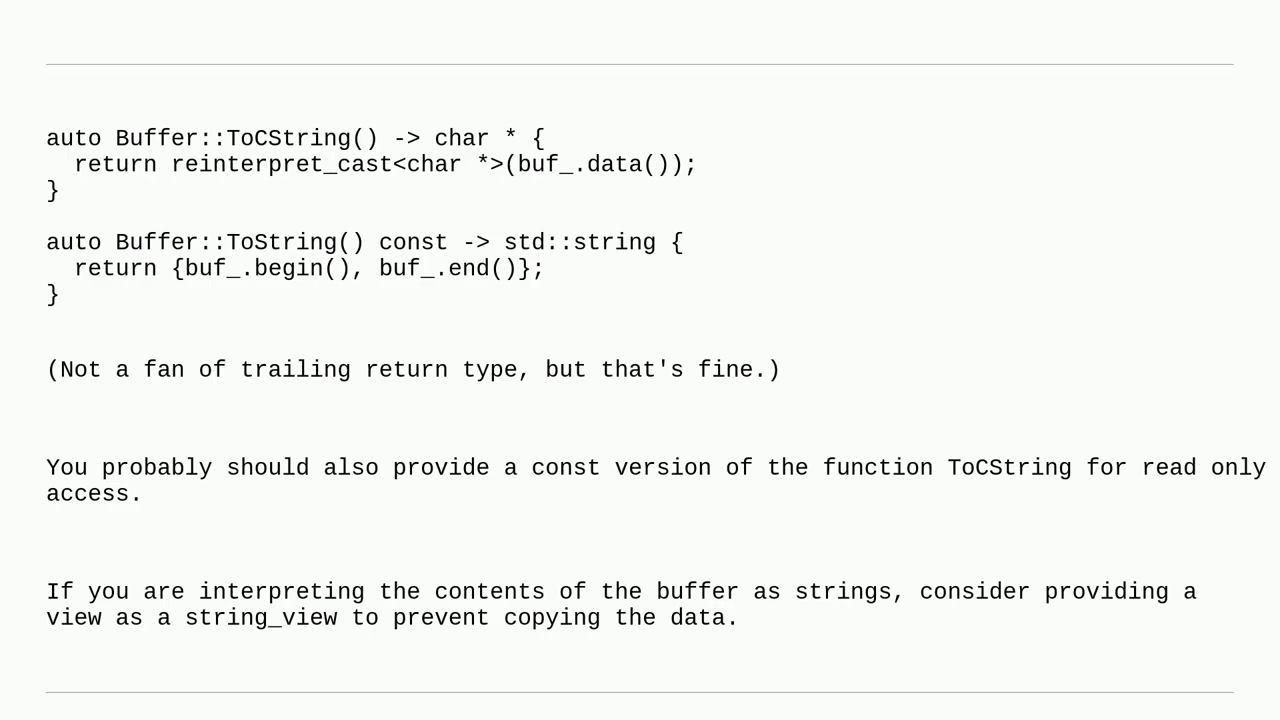 auto Buffer::ToCString() -> char * {
  return reinterpret_cast<char *>(buf_.data());
}
auto Buffer::ToString() const -> std::string {
  return {buf_.begin(), buf_.end()};
}
(Not a fan of trailing return type, but that's fine.)
You probably should also provide a const version of the function ToCString for read only
access.
If you are interpreting the contents of the buffer as strings, consider providing a
view as a string_view to prevent copying the data.